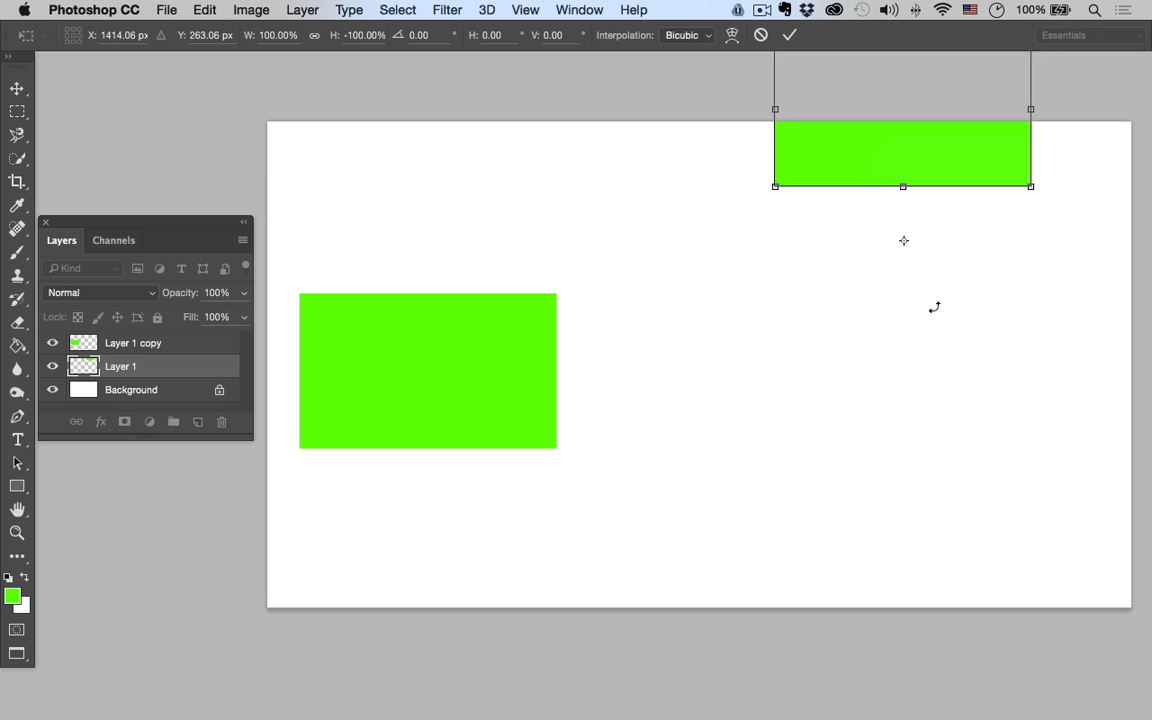 Photoshop CC File Edit Image Layer Type Select Filter 3D View Window Help 100%
X: 1414.06 px Y: 263.06 px W: 100.00% H: -100.00% 0.00 ° H: 0.00 ° V: 0.00 ° Interpolation: Bicubic Essentials
Layers Channels
Kind
Normal Opacity: 100%
Lock: Fill: 100%
Layer 1 copy
Layer 1
Background